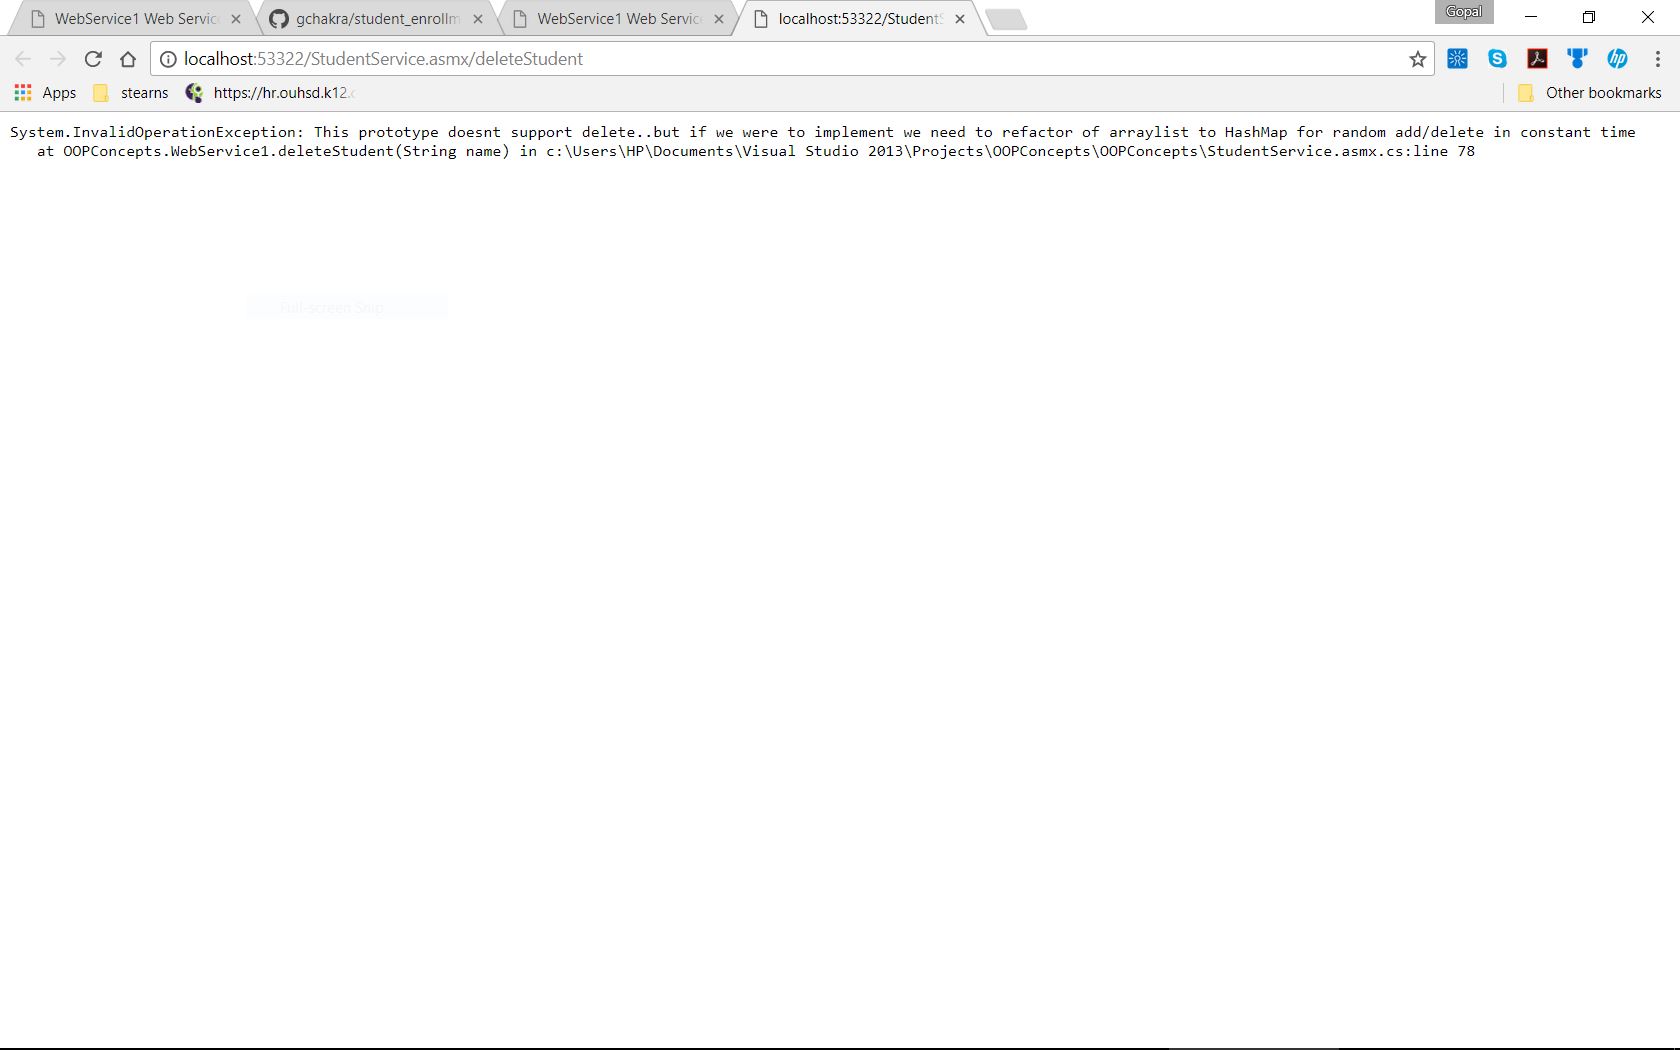 WebService1 Web Servic
gchakra/student_enrollm
WebService1 Web Servic
localhost:53322/StudentS
Gopal
localhost:53322/StudentService.asmx/deleteStudent
S
hp
Apps
stearns
https://hr.ouhsd.k12.c
Other bookmarks
System.InvalidOperationException: This prototype doesnt support delete..but if we were to implement we need to refactor of arraylist to HashMap for random add/delete in constant time
at OOPConcepts.WebService1.deleteStudent(String name) in c:\Users\HP\Documents\Visual Studio 2013\Projects\OOPConcepts\OOPConcepts\StudentService.asmx.cs:line 78
Full-screen Snip